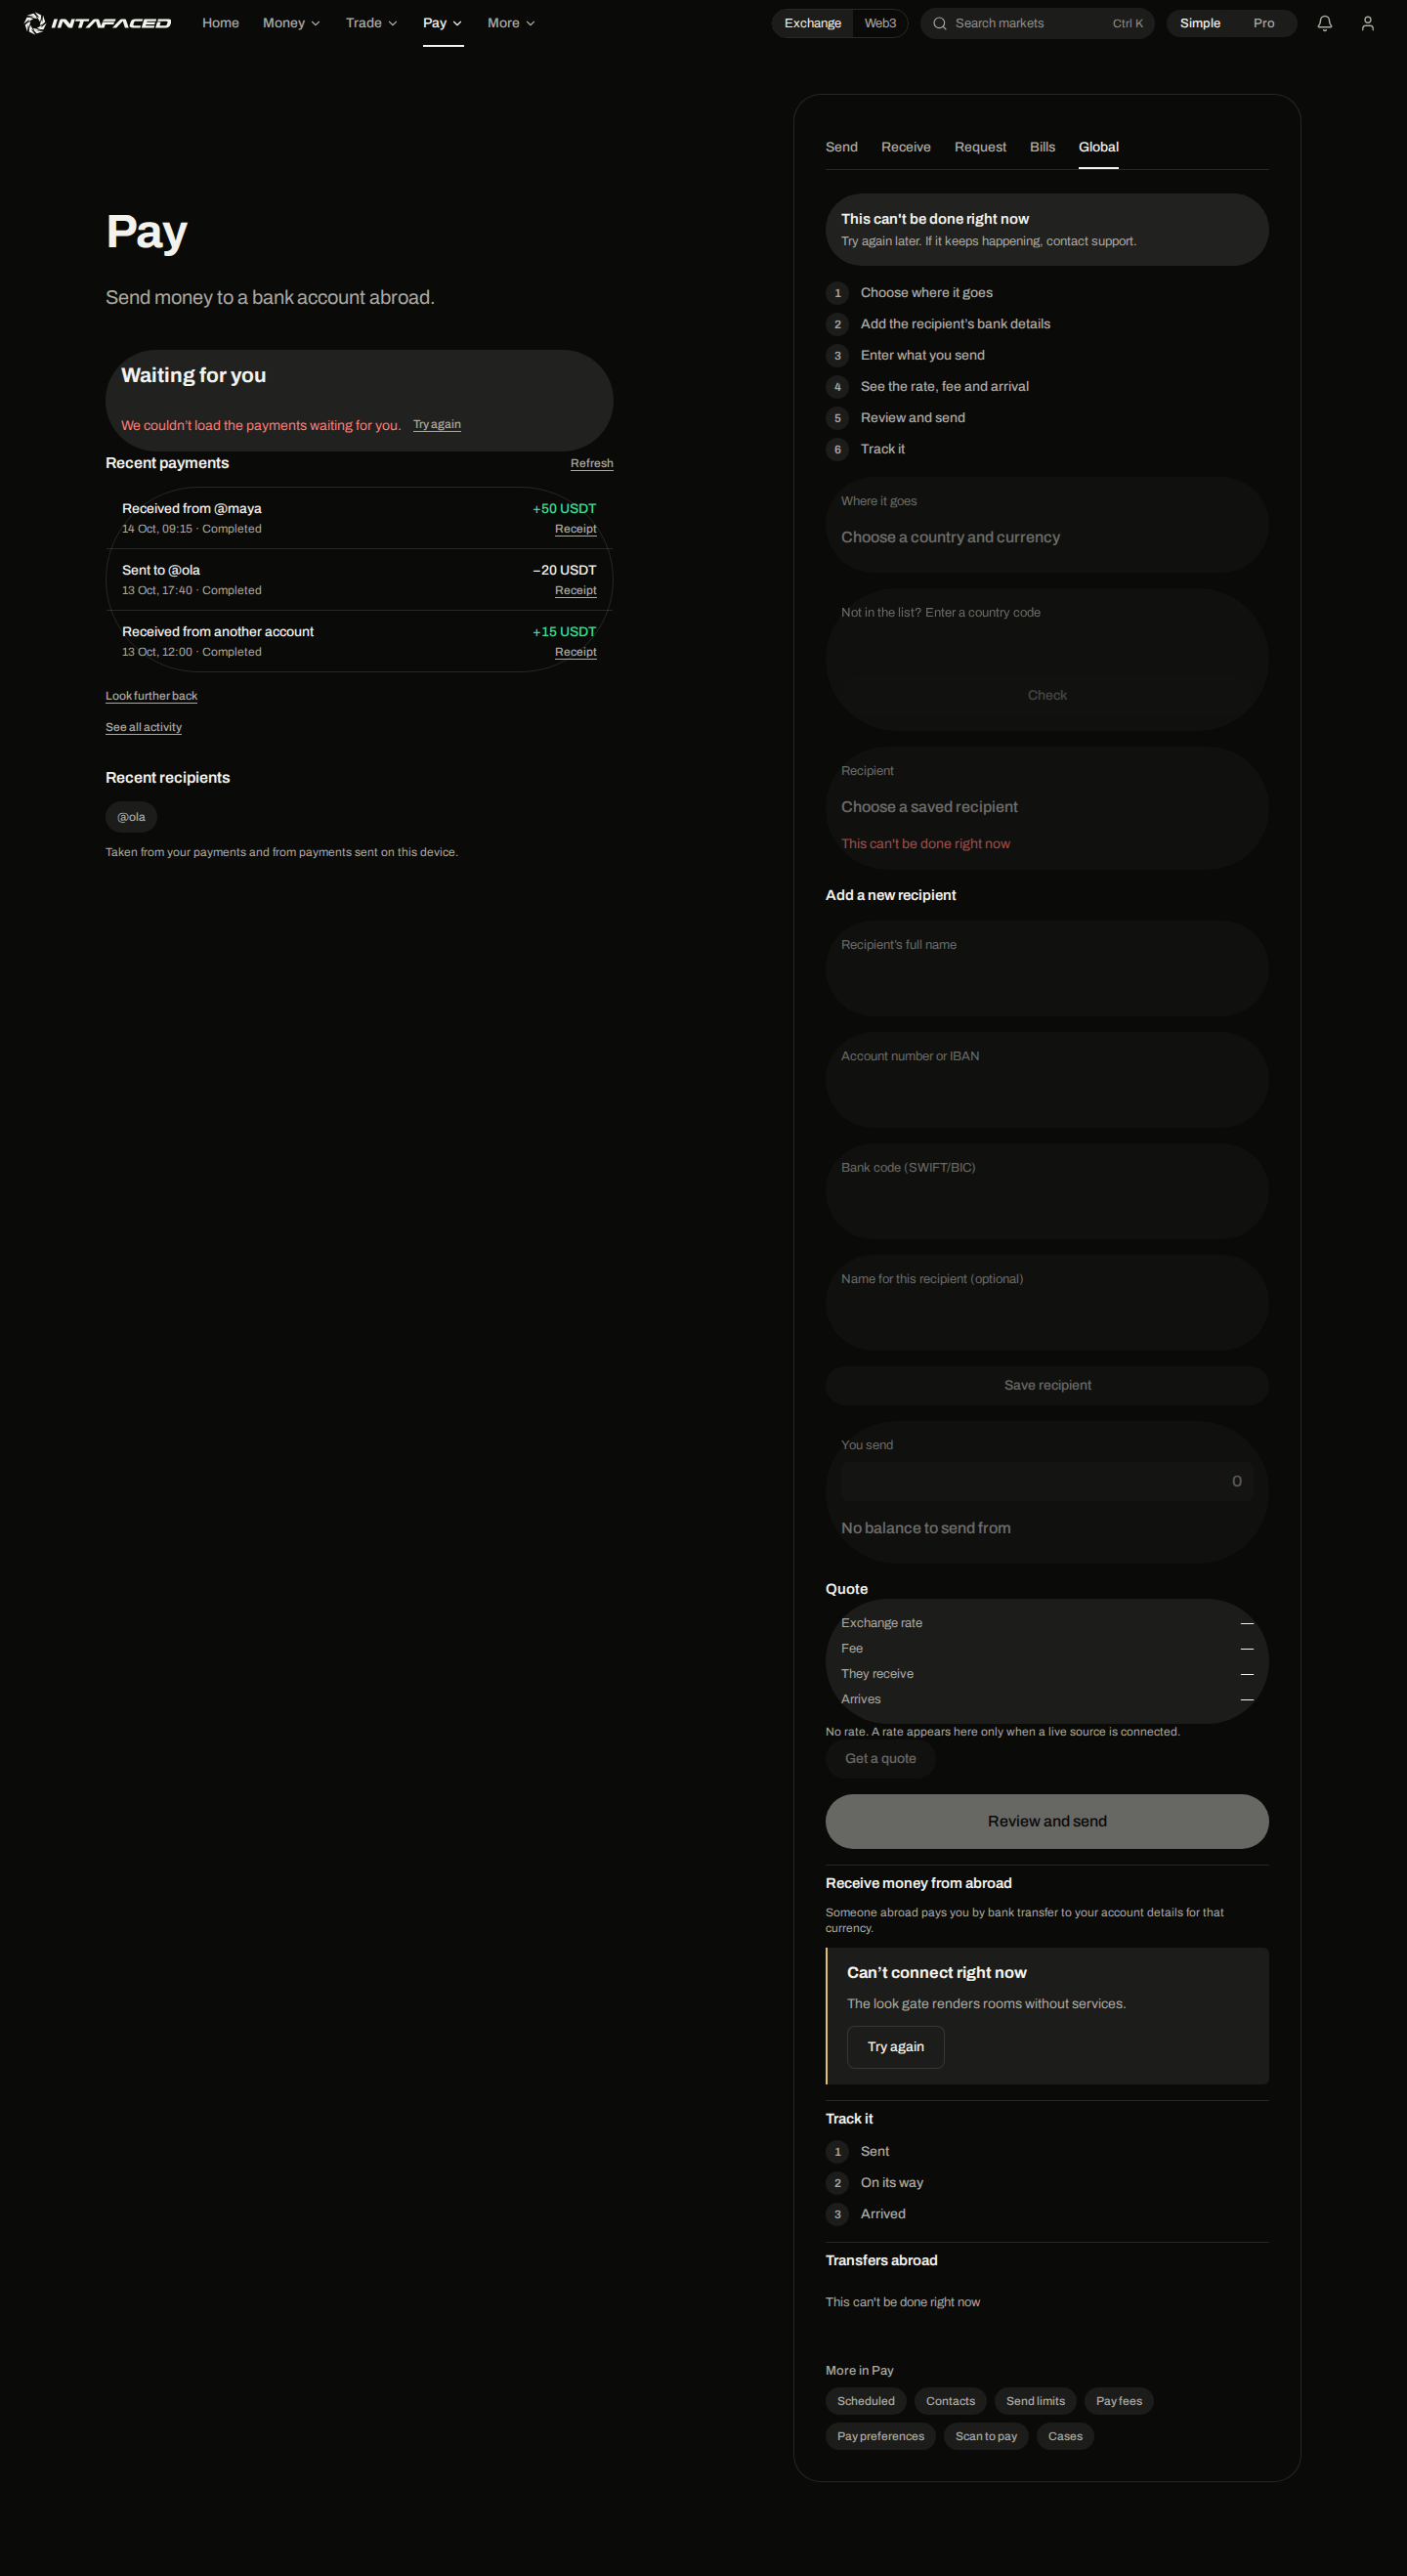 INTAFACED
Home
Money
Trade
Pay
More
Exchange
Web3
Search markets
Ctrl K
Simple
Pro
Pay
Send money to a bank account abroad.
Waiting for you
We couldn’t load the payments waiting for you. Try again
Recent payments
Refresh
Received from @maya
+50 USDT
14 Oct, 09:15 · Completed
Receipt
Sent to @ola
−20 USDT
13 Oct, 17:40 · Completed
Receipt
Received from another account
+15 USDT
13 Oct, 12:00 · Completed
Receipt
Look further back
See all activity
Recent recipients
@ola
Taken from your payments and from payments sent on this device.
Send
Receive
Request
Bills
Global
This can't be done right now
Try again later. If it keeps happening, contact support.
1 Choose where it goes
2 Add the recipient’s bank details
3 Enter what you send
4 See the rate, fee and arrival
5 Review and send
6 Track it
Where it goes
Choose a country and currency
Not in the list? Enter a country code
Check
Recipient
Choose a saved recipient
This can't be done right now
Add a new recipient
Recipient’s full name
Account number or IBAN
Bank code (SWIFT/BIC)
Name for this recipient (optional)
Save recipient
You send
0
No balance to send from
Quote
Exchange rate —
Fee —
They receive —
Arrives —
No rate. A rate appears here only when a live source is connected.
Get a quote
Review and send
Receive money from abroad
Someone abroad pays you by bank transfer to your account details for that
currency.
Can’t connect right now
The look gate renders rooms without services.
Try again
Track it
1 Sent
2 On its way
3 Arrived
Transfers abroad
This can't be done right now
More in Pay
Scheduled
Contacts
Send limits
Pay fees
Pay preferences
Scan to pay
Cases